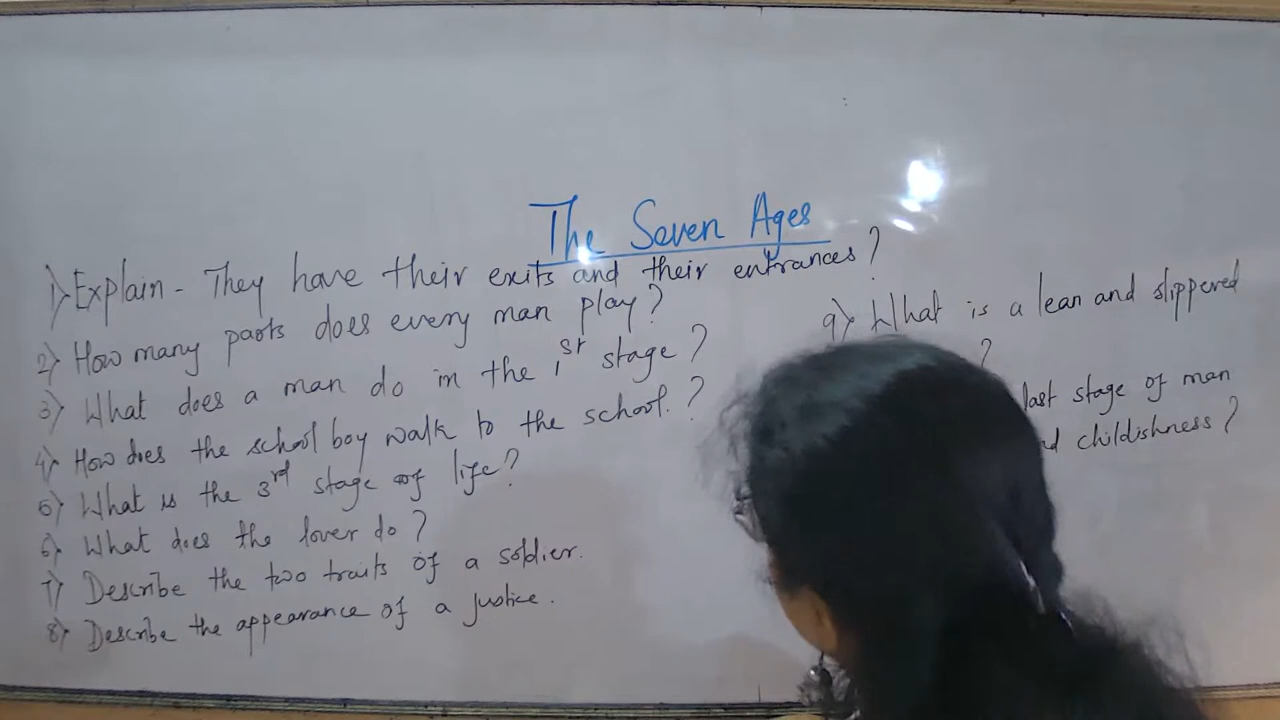 The Seven Ages
1) Explain - They have their exits and their entrances?
2) How many parts does every man play?
3) What does a man do in the 1st stage?
4) How does the school boy walk to the school.?
5) What is the 3rd stage of life?
6) What does the lover do?
7) Describe the two traits of a soldier.
8) Describe the appearance of a justice.
9) What is a lean and slippered
?
last stage of man
childishness?